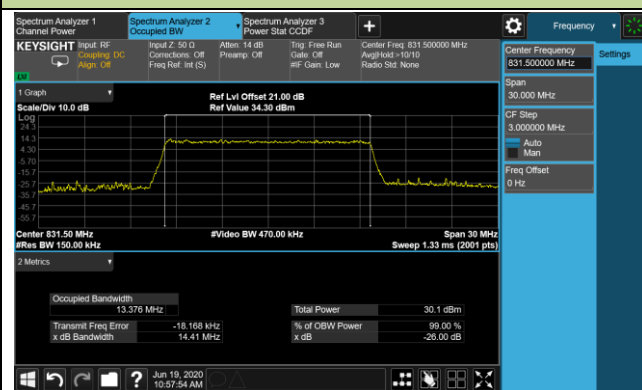 Spectrum Analyzer 1
Channel Power
Spectrum Analyzer 2
Occupied BW
Spectrum Analyzer 3
Power Stat CCDF
Frequency
KEYSIGHT
Input: RF
Coupling: DC
Align: Off
Input Z: 50 Ω
Corrections: Off
Freq Ref: Int (S)
Atten: 14 dB
Preamp: Off
Trig: Free Run
Gate: Off
#IF Gain: Low
Center Freq: 831.500000 MHz
Avg|Hold:>10/10
Radio Std: None
Center Frequency
831.500000 MHz
Settings
Span
30.000 MHz
CF Step
3.000000 MHz
Auto
Man
Freq Offset
0 Hz
1 Graph
Scale/Div 10.0 dB
Ref Lvl Offset 21.00 dB
Ref Value 34.30 dBm
Log
24.3
14.3
4.30
-5.70
-15.7
-25.7
-35.7
-45.7
-55.7
Center 831.50 MHz
#Res BW 150.00 kHz
#Video BW 470.00 kHz
Span 30 MHz
Sweep 1.33 ms (2001 pts)
2 Metrics
Occupied Bandwidth
13.376 MHz
Total Power 30.1 dBm
Transmit Freq Error -18.168 kHz
% of OBW Power 99.00 %
x dB Bandwidth 14.41 MHz
x dB -26.00 dB
Jun 19, 2020
10:57:54 AM